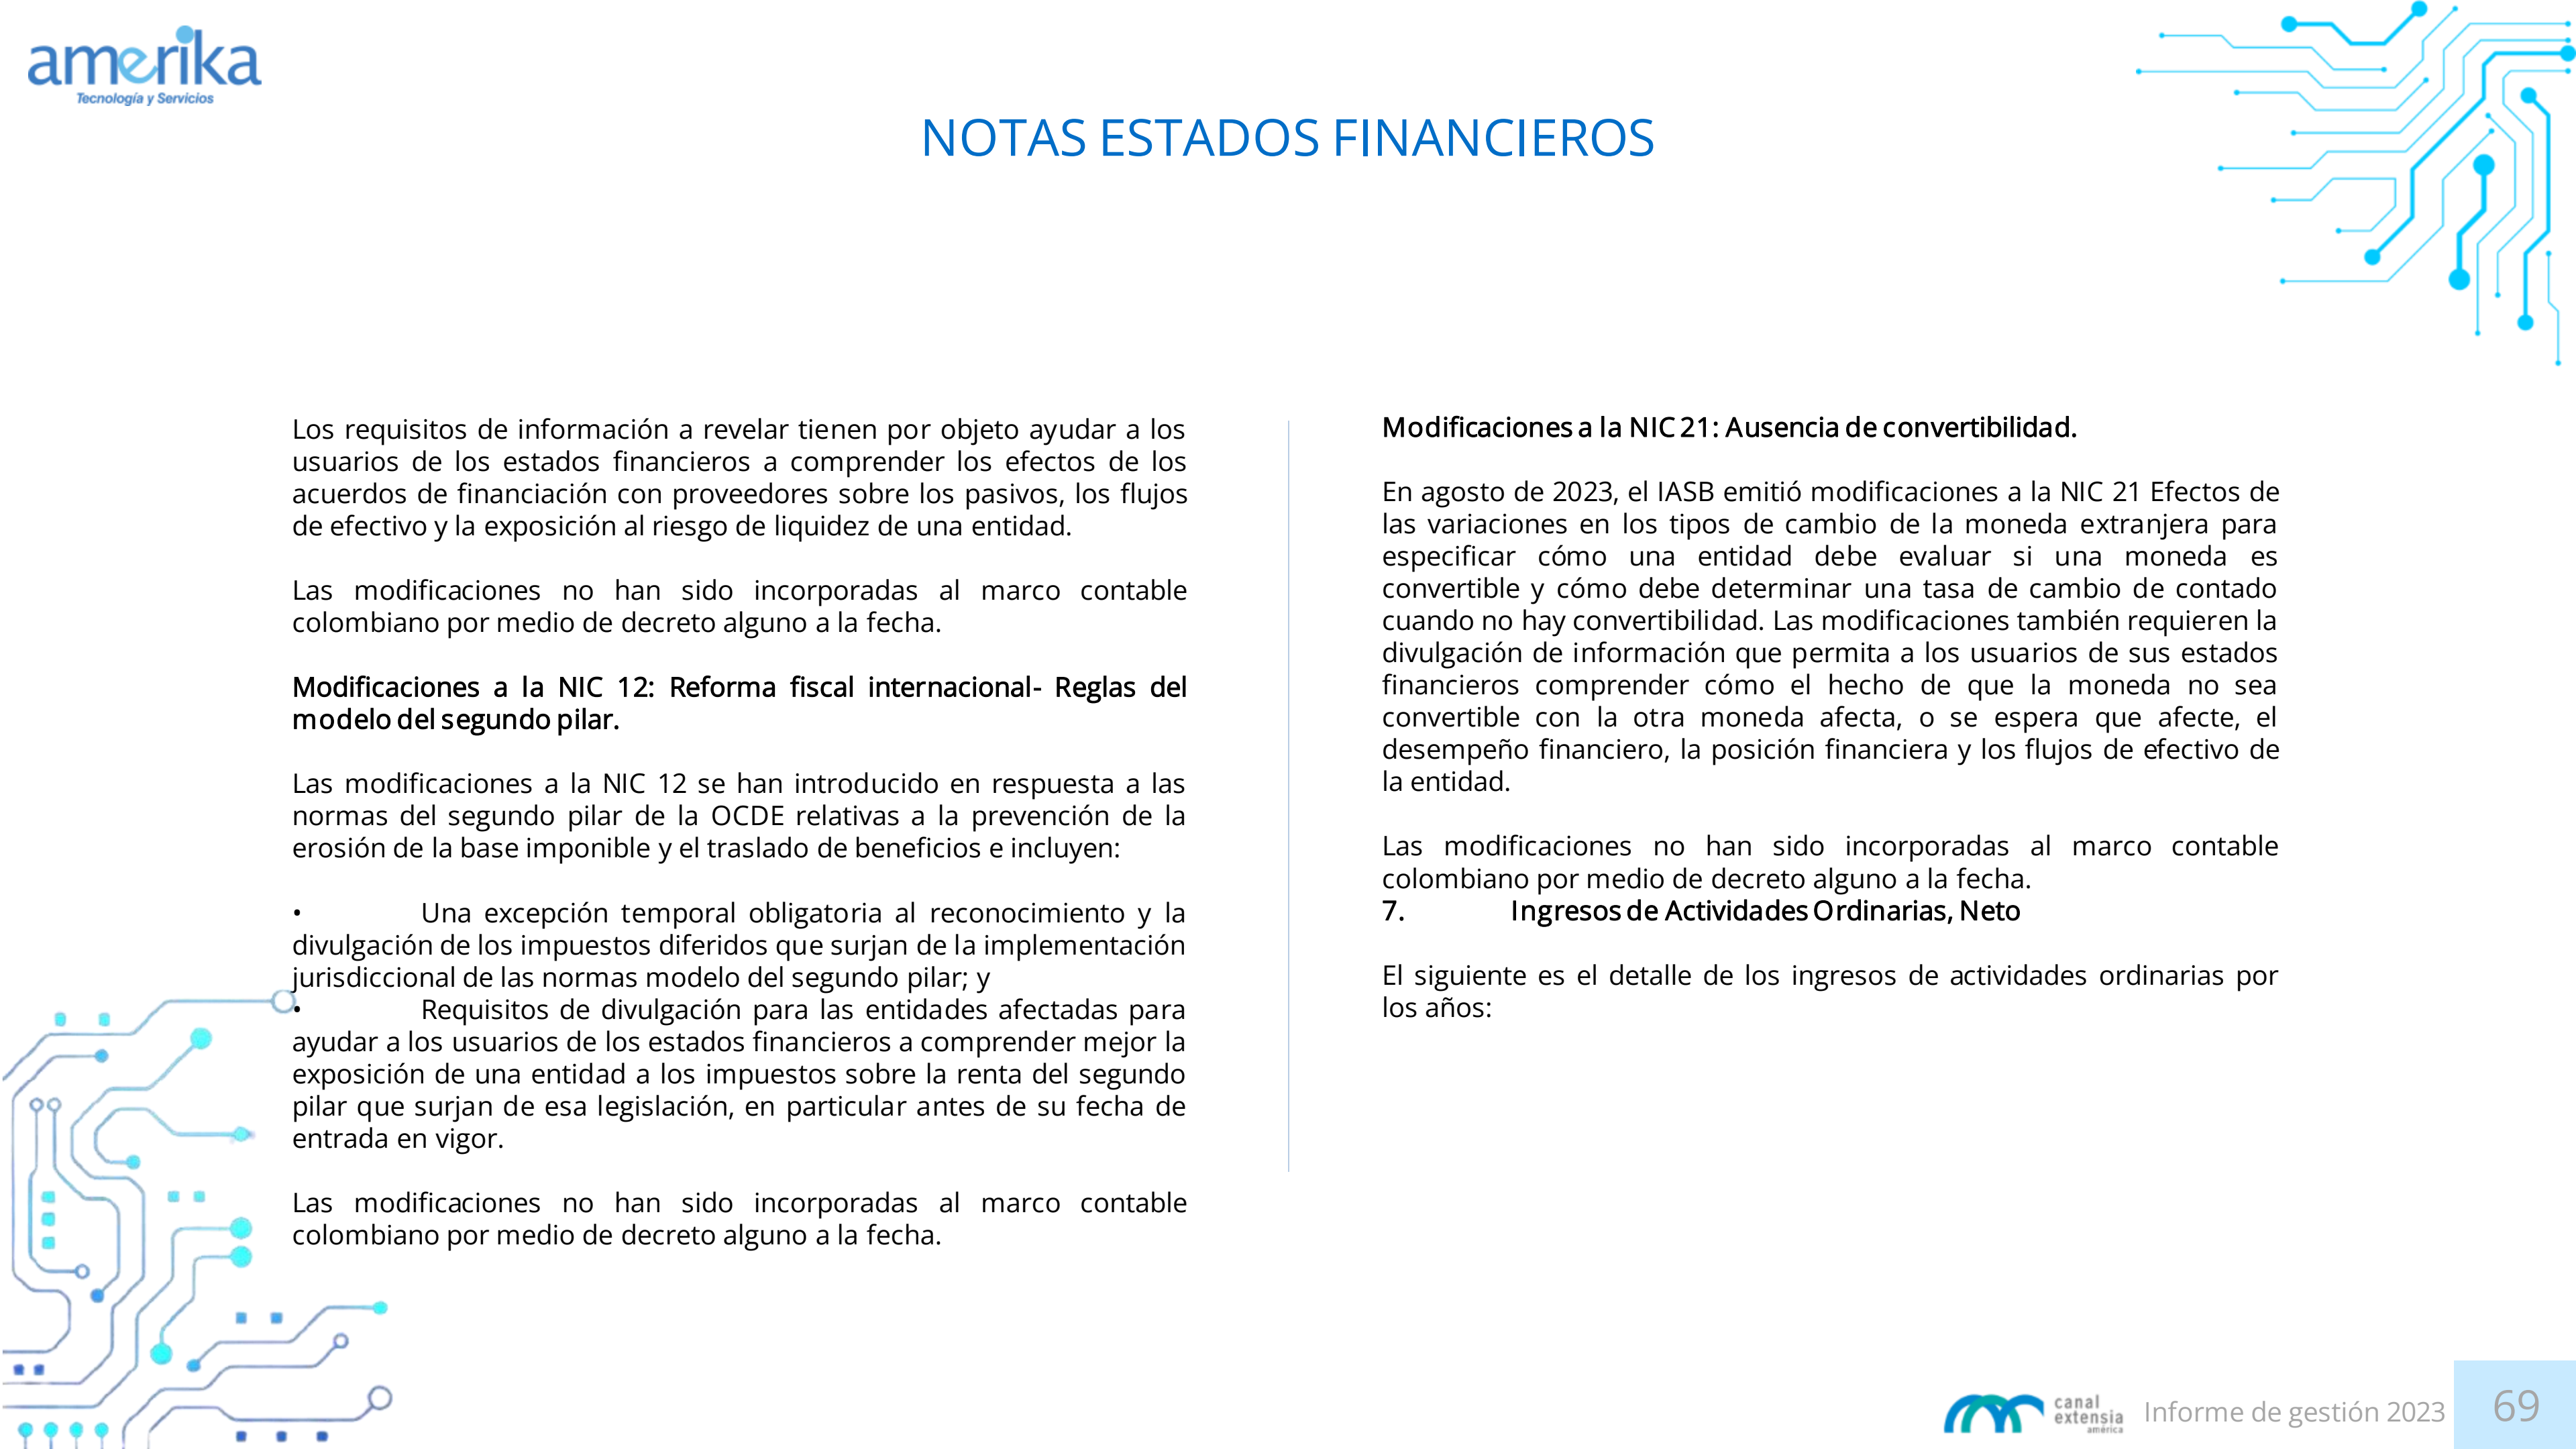 amerika
Tecnología y Servicios
NOTAS ESTADOS FINANCIEROS
Los requisitos de información a revelar tienen por objeto ayudar a los
usuarios de los estados financieros a comprender los efectos de los
acuerdos de financiación con proveedores sobre los pasivos, los flujos
de efectivo y la exposición al riesgo de liquidez de una entidad.
Las modificaciones no han sido incorporadas al marco contable
colombiano por medio de decreto alguno a la fecha.
Modificaciones a la NIC 12: Reforma fiscal internacional- Reglas del
modelo del segundo pilar.
Las modificaciones a la NIC 12 se han introducido en respuesta a las
normas del segundo pilar de la OCDE relativas a la prevención de la
erosión de la base imponible y el traslado de beneficios e incluyen:
• Una excepción temporal obligatoria al reconocimiento y la
divulgación de los impuestos diferidos que surjan de la implementación
jurisdiccional de las normas modelo del segundo pilar; y
• Requisitos de divulgación para las entidades afectadas para
ayudar a los usuarios de los estados financieros a comprender mejor la
exposición de una entidad a los impuestos sobre la renta del segundo
pilar que surjan de esa legislación, en particular antes de su fecha de
entrada en vigor.
Las modificaciones no han sido incorporadas al marco contable
colombiano por medio de decreto alguno a la fecha.
Modificaciones a la NIC 21: Ausencia de convertibilidad.
En agosto de 2023, el IASB emitió modificaciones a la NIC 21 Efectos de
las variaciones en los tipos de cambio de la moneda extranjera para
especificar cómo una entidad debe evaluar si una moneda es
convertible y cómo debe determinar una tasa de cambio de contado
cuando no hay convertibilidad. Las modificaciones también requieren la
divulgación de información que permita a los usuarios de sus estados
financieros comprender cómo el hecho de que la moneda no sea
convertible con la otra moneda afecta, o se espera que afecte, el
desempeño financiero, la posición financiera y los flujos de efectivo de
la entidad.
Las modificaciones no han sido incorporadas al marco contable
colombiano por medio de decreto alguno a la fecha.
7. Ingresos de Actividades Ordinarias, Neto
El siguiente es el detalle de los ingresos de actividades ordinarias por
los años:
canal
extensia
américa
Informe de gestión 2023
69